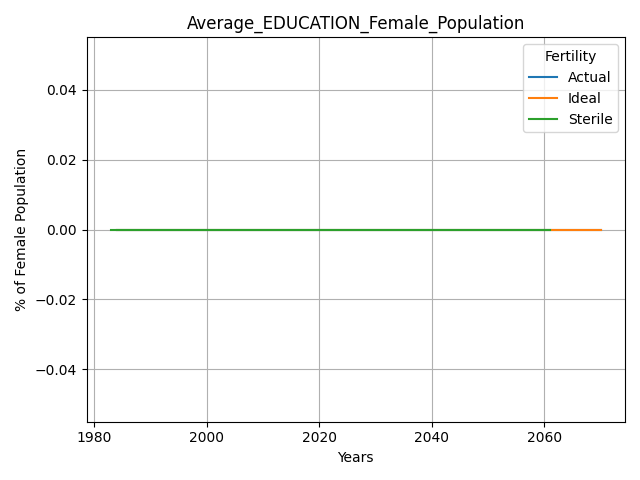 Average_EDUCATION_Female_Population
Fertility
Actual
Ideal
Sterile
% of Female Population
0.04
0.02
0.00
−0.02
−0.04
1980 2000 2020 2040 2060
Years